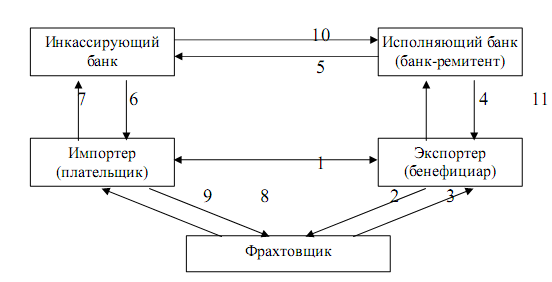 Инкассирующий
банк
10
Исполняющий банк
(банк-ремитент)
5
7
6
4
11
Импортер
(плательщик)
1
Экспортер
(бенефициар)
9
8
2
3
Фрахтовщик